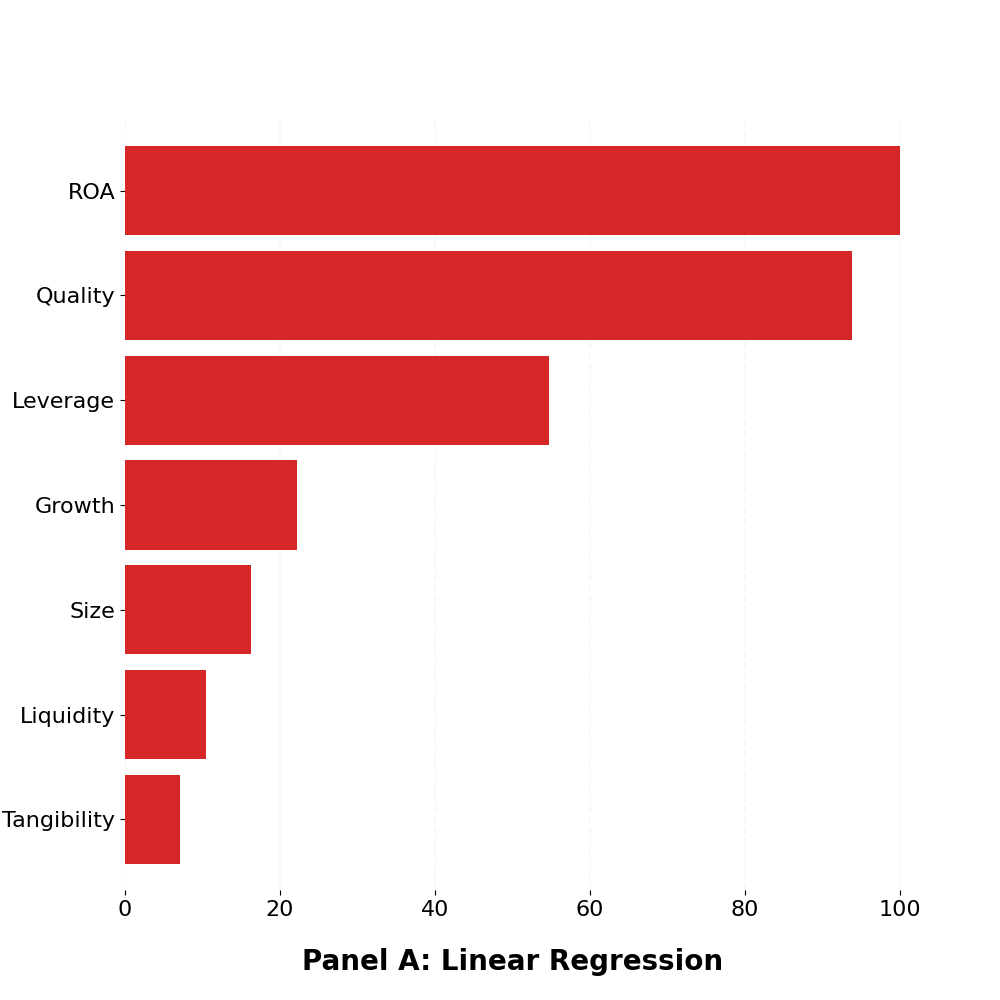 ROA
Quality
Leverage
Growth
Size
Liquidity
Tangibility
0 20 40 60 80 100
Panel A: Linear Regression